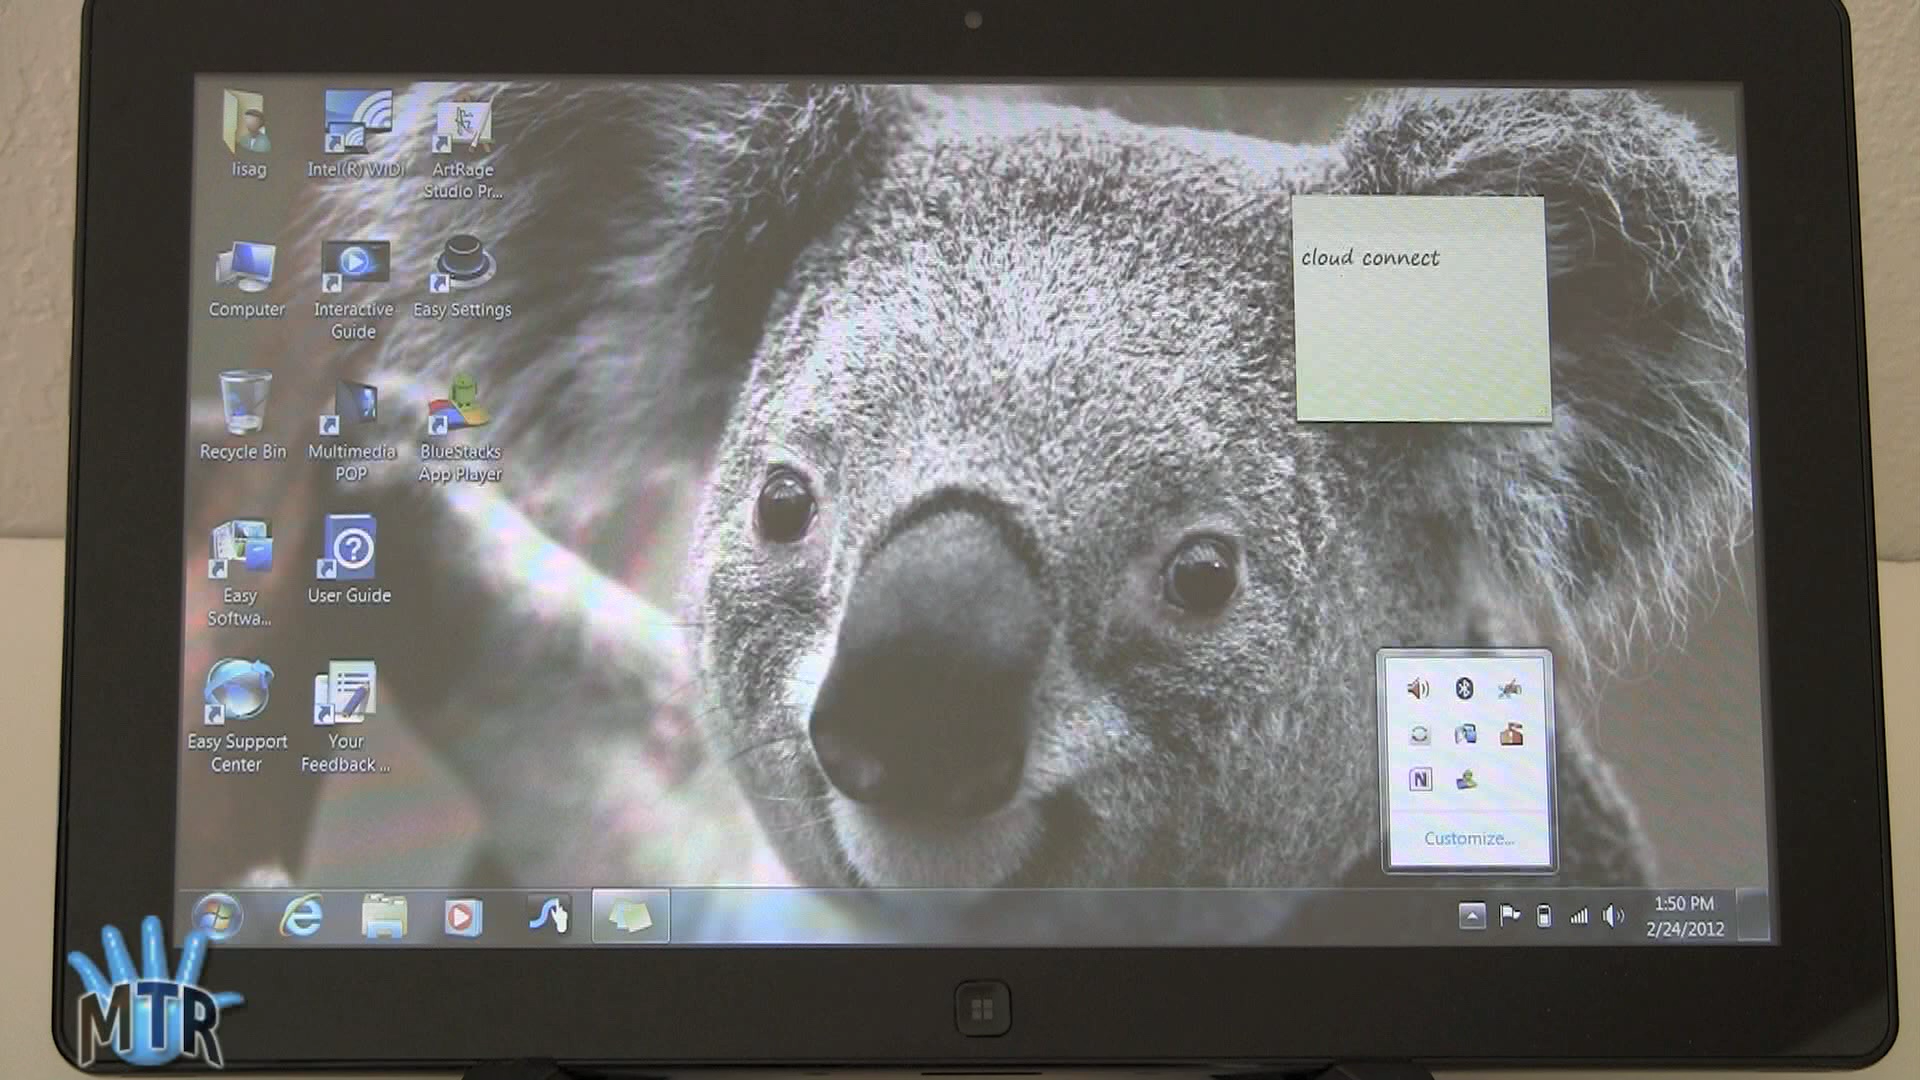 lisag
Intel(R) WiDi
ArtRage
Studio Pr...
Computer
Interactive
Guide
Easy Settings
Recycle Bin
Multimedia
POP
BlueStacks
App Player
Easy
Softwa...
User Guide
Easy Support
Center
Your
Feedback ...
cloud connect
N
Customize...
1:50 PM
2/24/2012
MTR